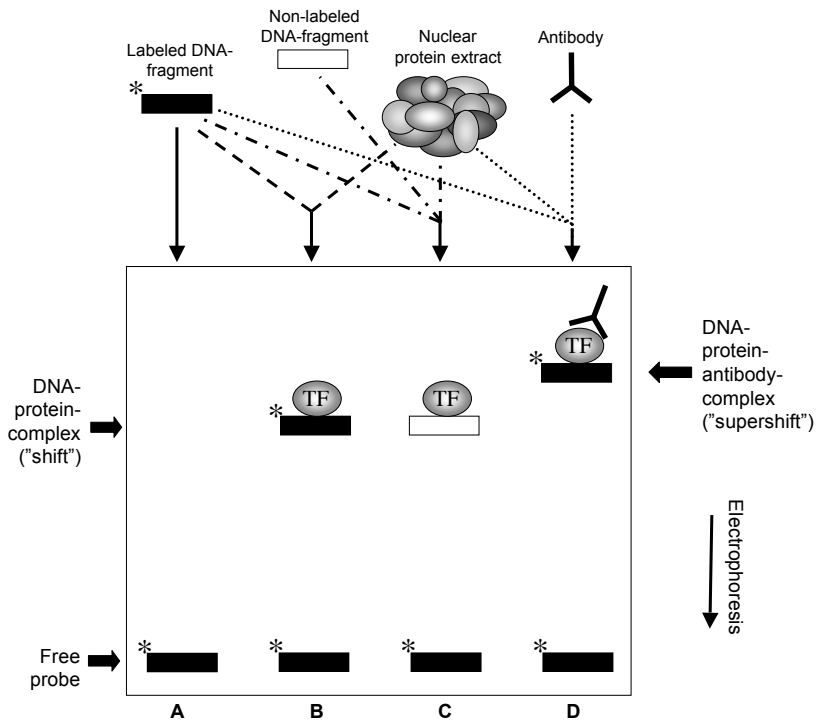 Labeled DNA-
fragment
Non-labeled
DNA-fragment
Nuclear
protein extract
Antibody
*
TF
*
DNA-
protein-
antibody-
complex
("supershift")
DNA-
protein-
complex
("shift")
TF
*
TF
Electrophoresis
Free
probe
*
*
*
*
A
B
C
D